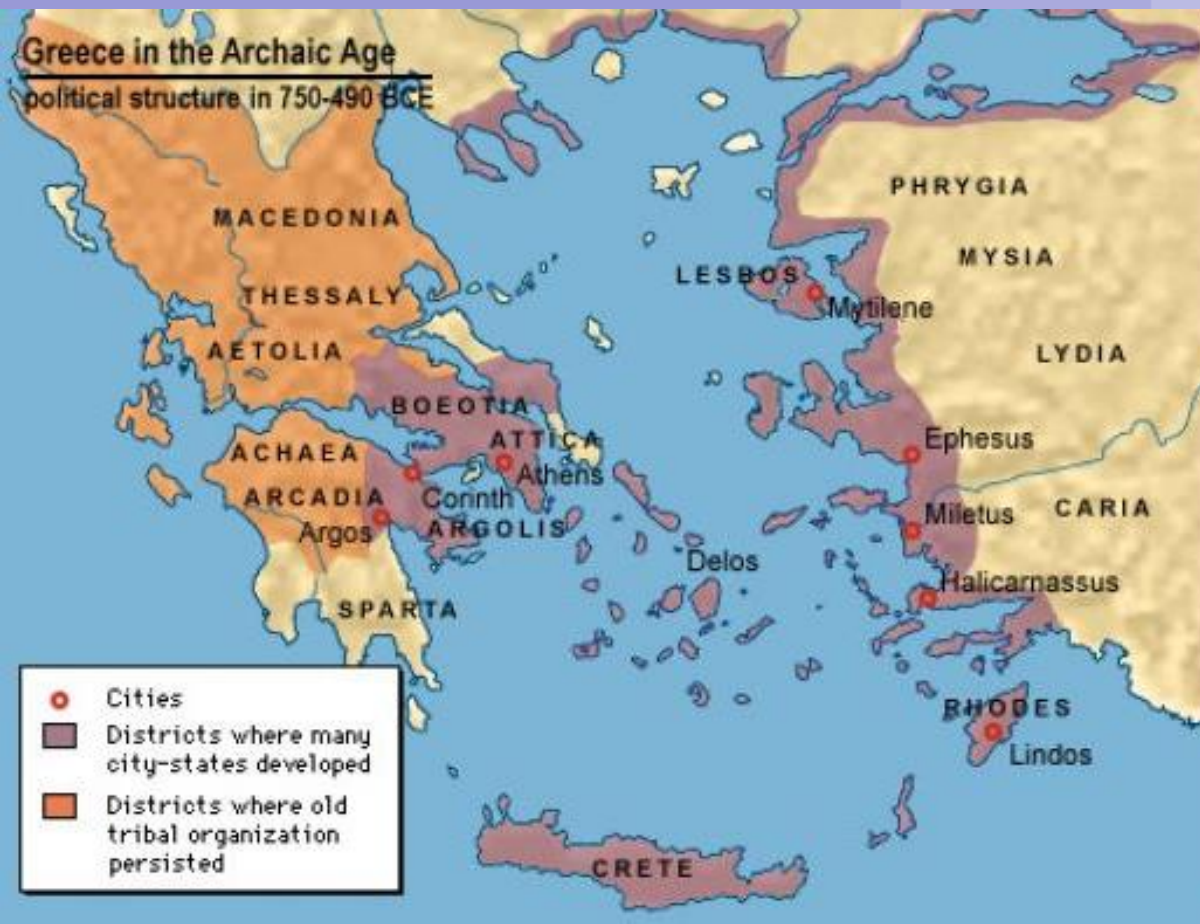 Greece in the Archaic Age
political structure in 750-490 BCE
PHRYGIA
MACEDONIA
MYSIA
LESBOS
THESSALY
Mytilene
AETOLIA
LYDIA
BOEOTIA
ATTICA
Ephesus
ACHAEA
Athens
ARCADIA
Corinth
CARIA
Miletus
Argos
ARGOLIS
Delos
Halicarnassus
SPARTA
RHODES
Lindos
CRETE
Cities
Districts where many
city-states developed
Districts where old
tribal organization
persisted